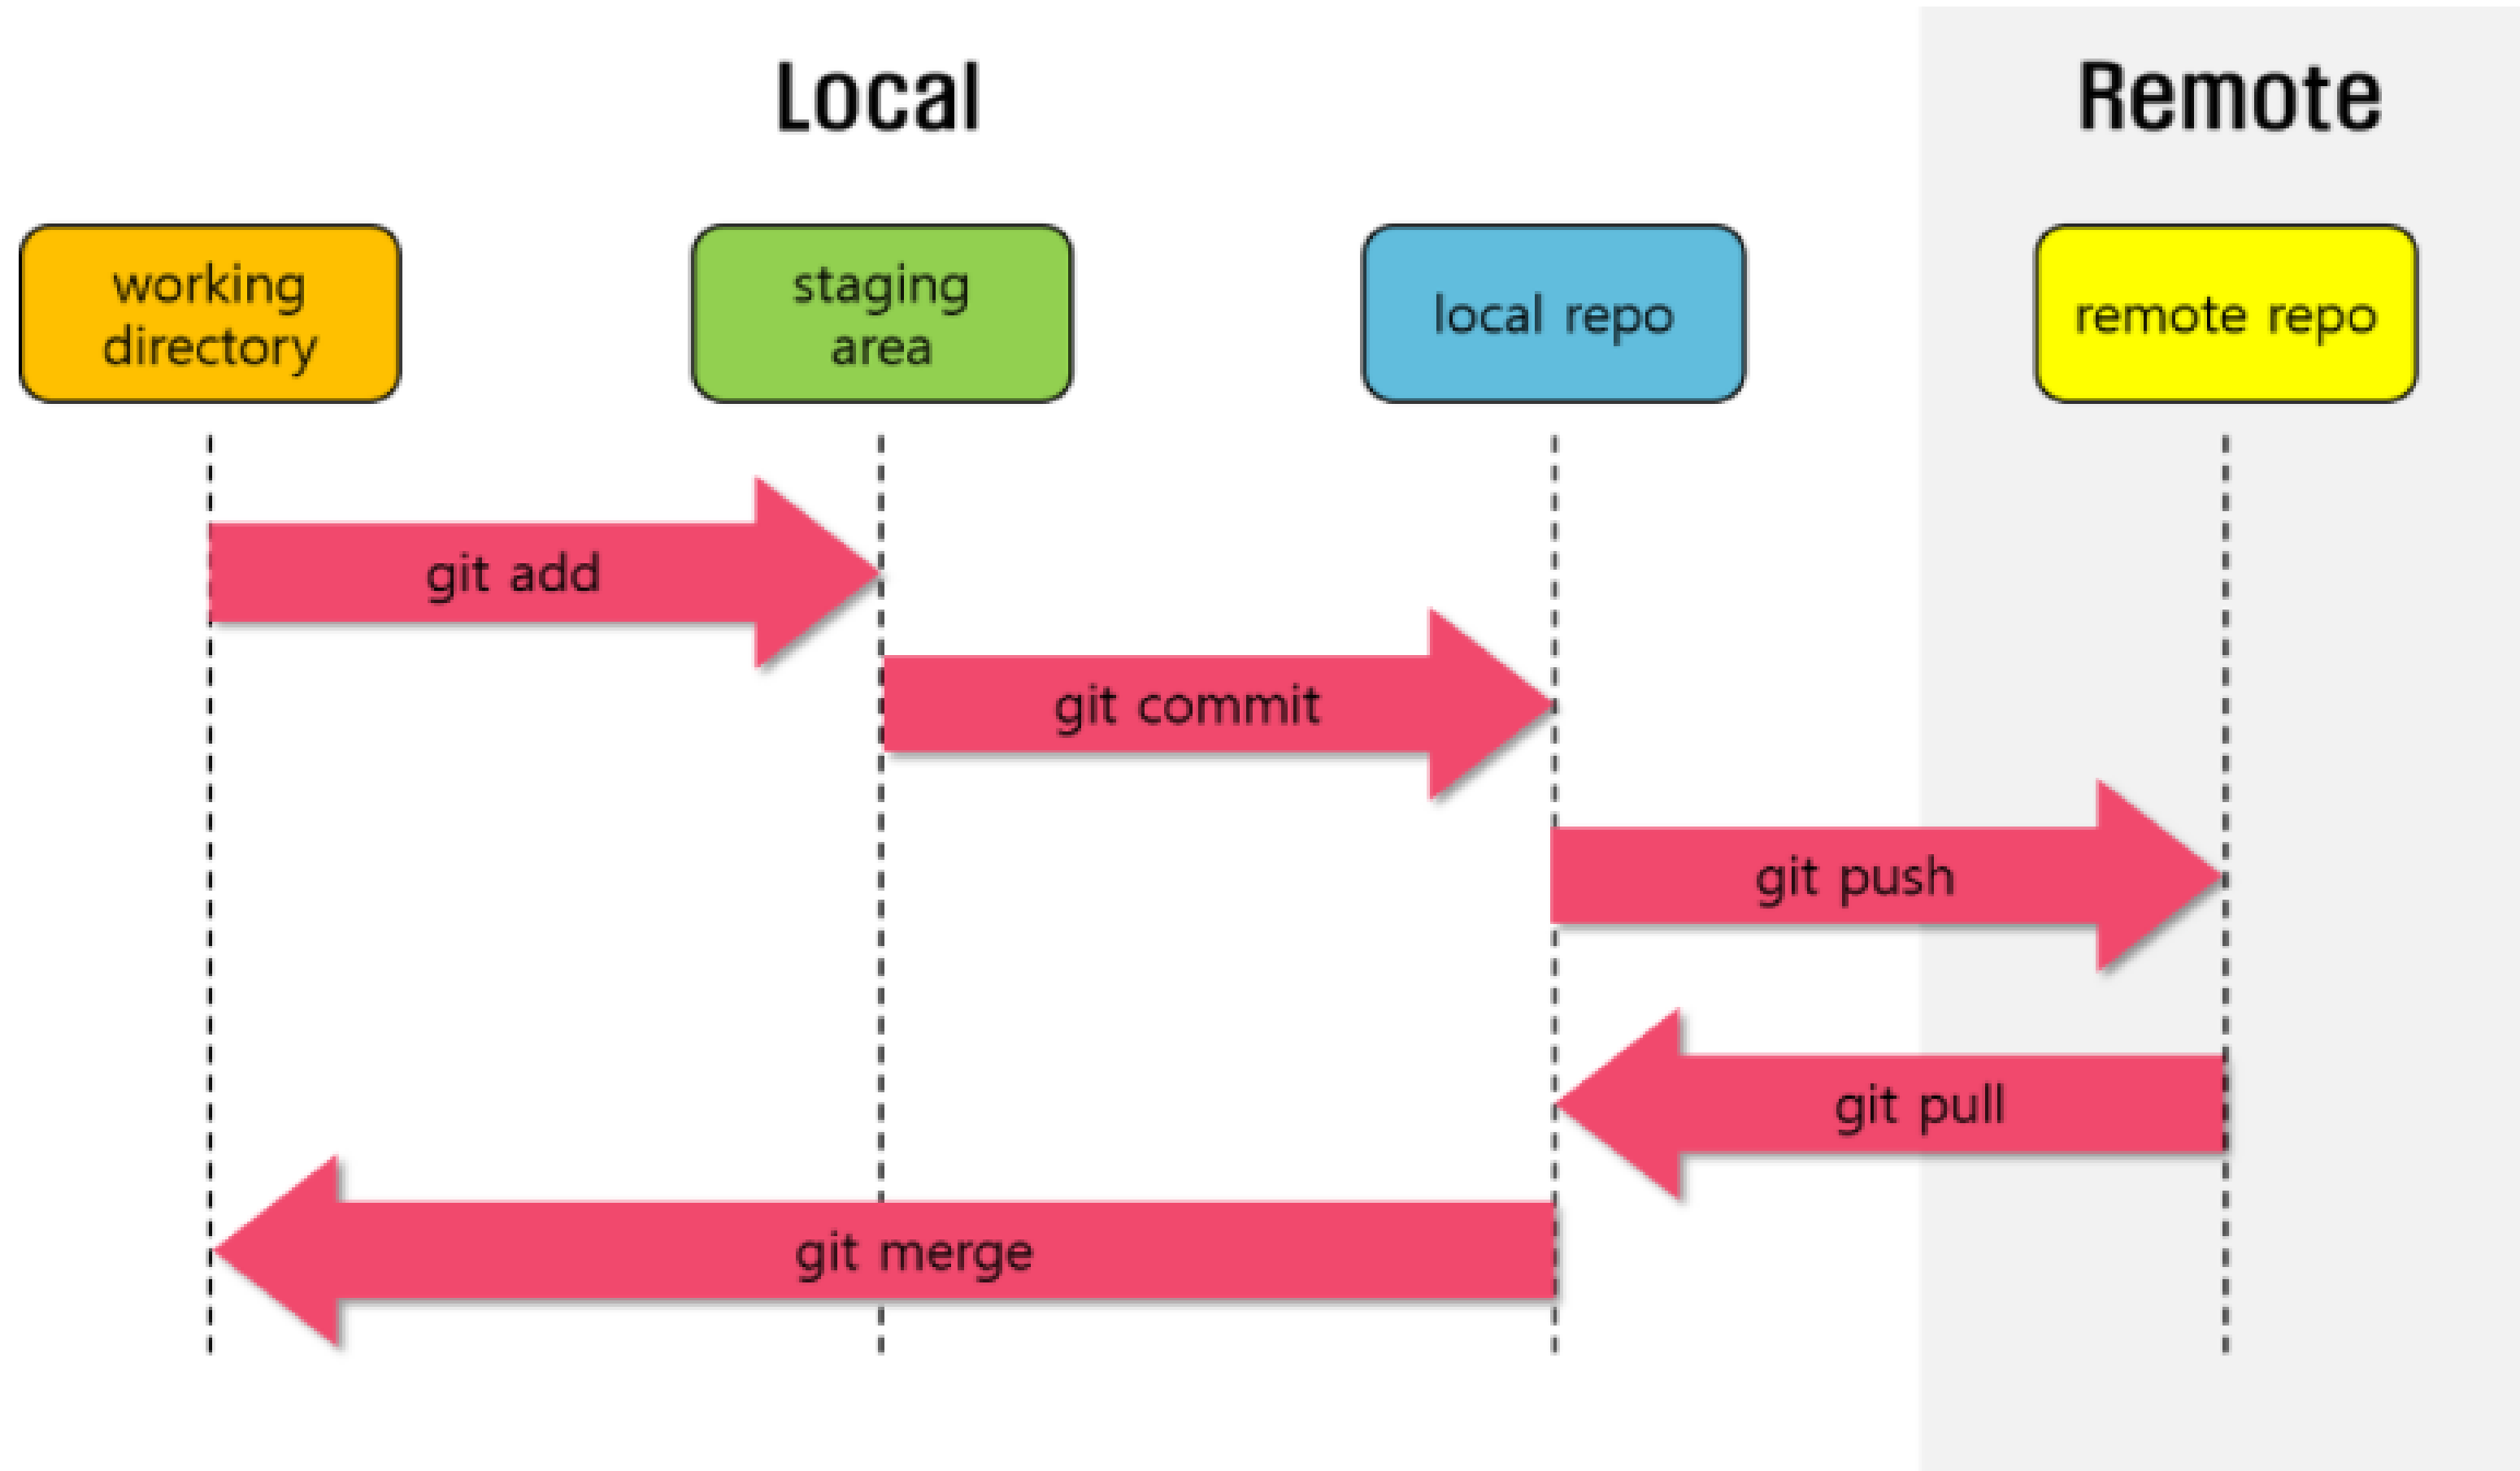 Local
Remote
working
directory
staging
area
local repo
remote repo
git add
git commit
git push
git pull
git merge